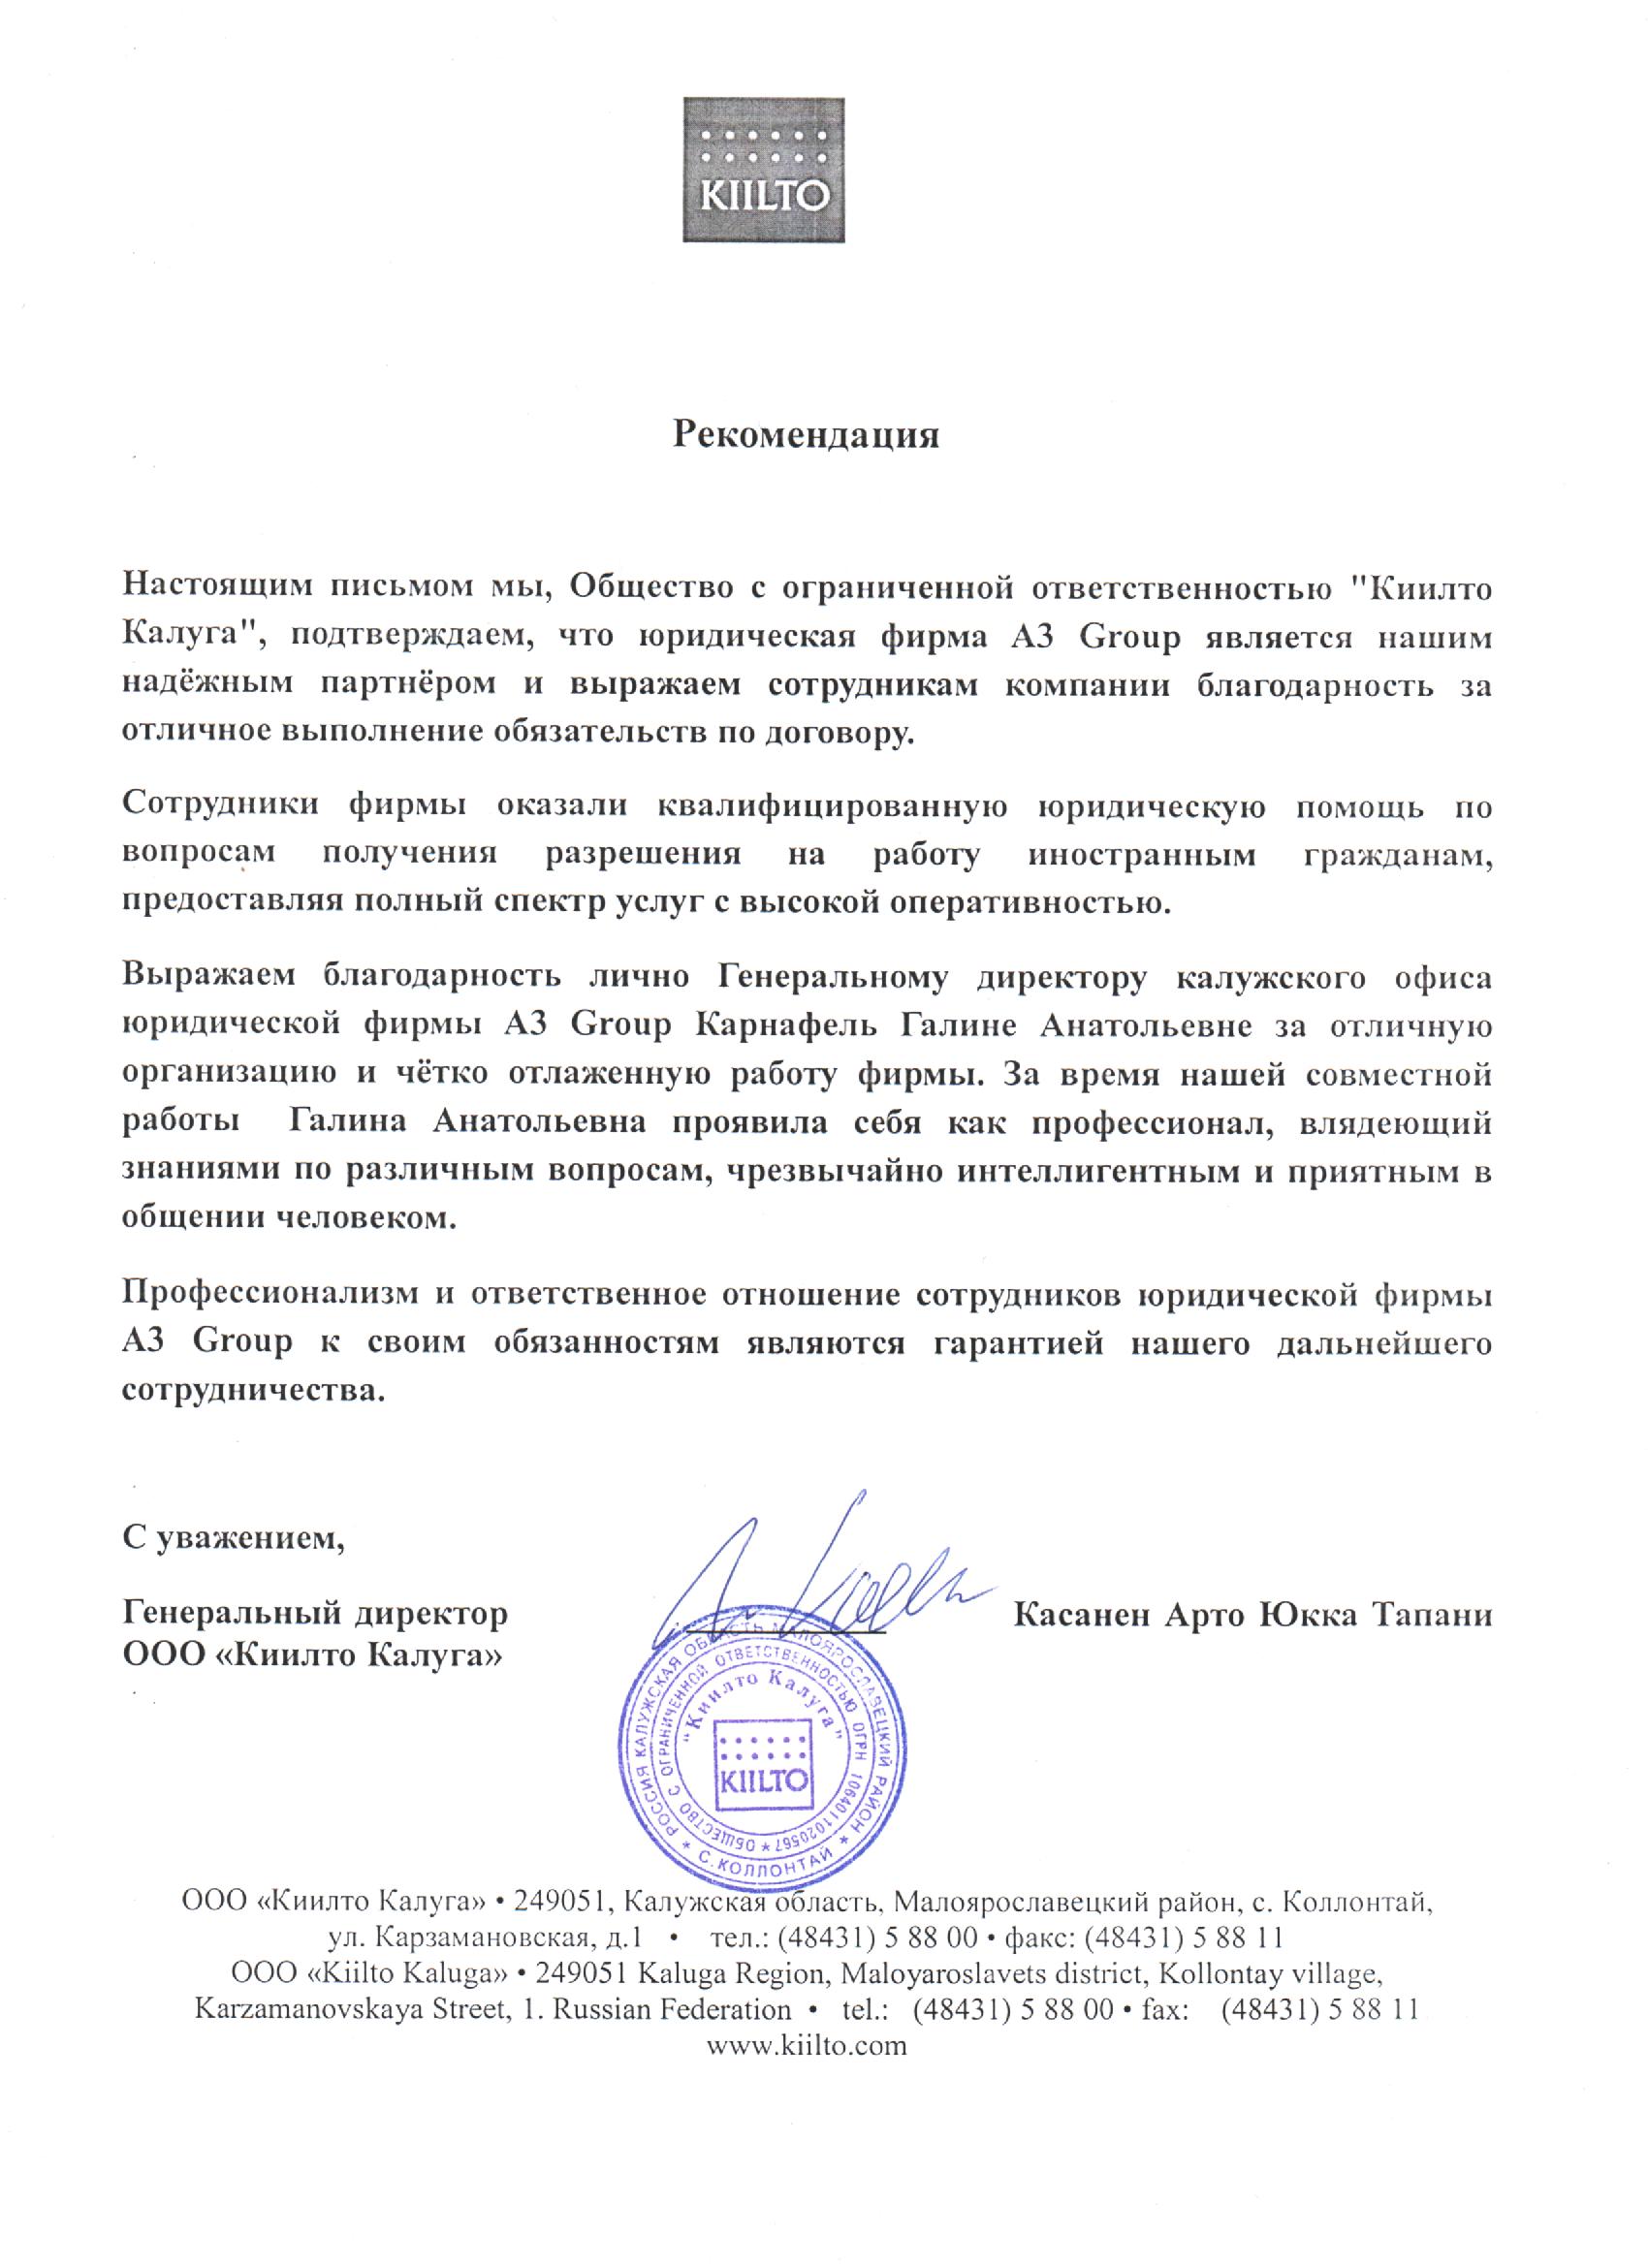 KIILTO
Рекомендация
Настоящим письмом мы, Общество с ограниченной ответственностью "Киилто
Калуга", подтверждаем, что юридическая фирма А3 Group является нашим
надёжным партнёром и выражаем сотрудникам компании благодарность за
отличное выполнение обязательств по договору.
Сотрудники фирмы оказали квалифицированную юридическую помощь по
вопросам получения разрешения на работу иностранным гражданам,
предоставляя полный спектр услуг с высокой оперативностью.
Выражаем благодарность лично Генеральному директору калужского офиса
юридической фирмы А3 Group Карнафель Галине Анатольевне за отличную
организацию и чётко отлаженную работу фирмы. За время нашей совместной
работы Галина Анатольевна проявила себя как профессионал, влядеющий
знаниями по различным вопросам, чрезвычайно интеллигентным и приятным в
общении человеком.
Профессионализм и ответственное отношение сотрудников юридической фирмы
А3 Group к своим обязанностям являются гарантией нашего дальнейшего
сотрудничества.
С уважением,
Генеральный директор Касанен Арто Юкка Тапани
ООО «Киилто Калуга»
РОССИЯ КАЛУЖСКАЯ ОБЛАСТЬ МАЛОЯРОСЛАВЕЦКИЙ РАЙОН * С.КОЛЛОНТАЙ *
ОБЩЕСТВО С ОГРАНИЧЕННОЙ ОТВЕТСТВЕННОСТЬЮ ОГРН 1064011020567 *
"Киилто Калуга"
KIILTO
ООО «Киилто Калуга» • 249051, Калужская область, Малоярославецкий район, с. Коллонтай,
ул. Карзамановская, д.1 • тел.: (48431) 5 88 00 • факс: (48431) 5 88 11
ООО «Kiilto Kaluga» • 249051 Kaluga Region, Maloyaroslavets district, Kollontay village,
Karzamanovskaya Street, 1. Russian Federation • tel.: (48431) 5 88 00 • fax: (48431) 5 88 11
www.kiilto.com